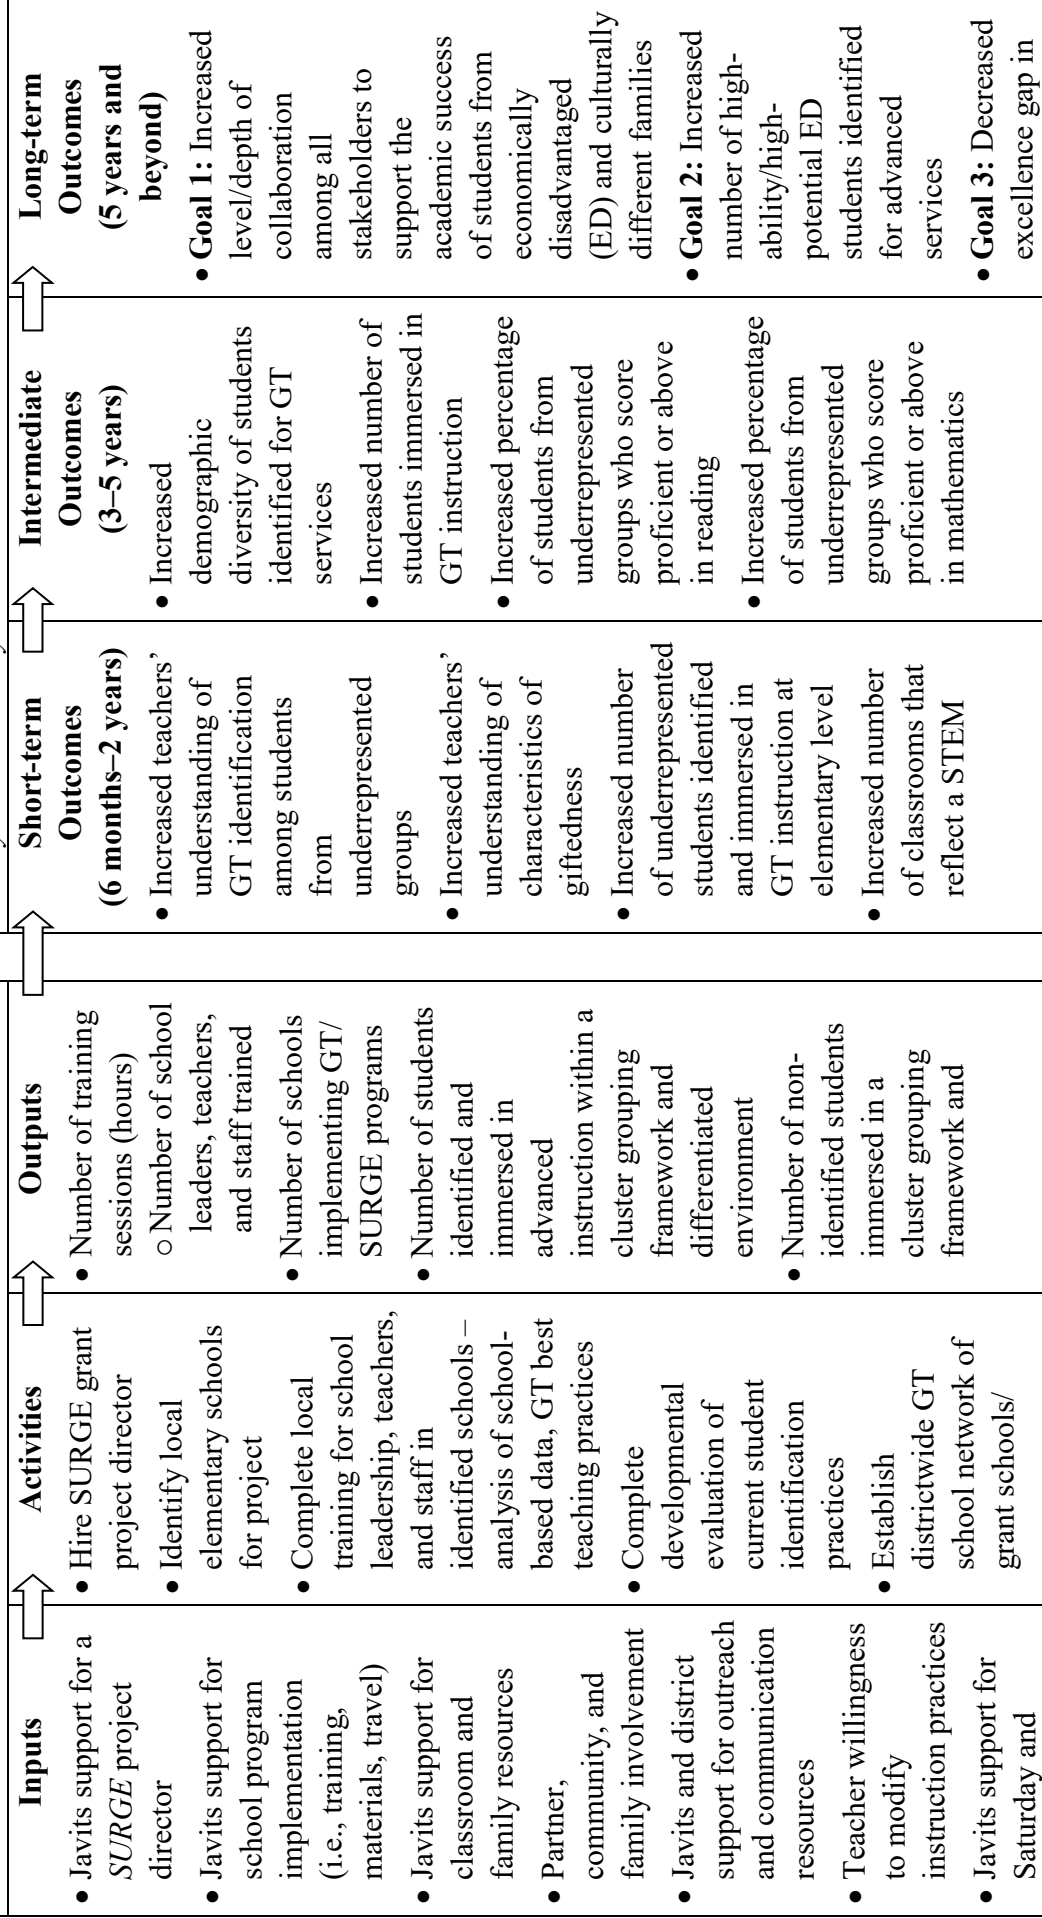 Inputs
• Javits support for a
SURGE project
director
• Javits support for
school program
implementation
(i.e., training,
materials, travel)
• Javits support for
classroom and
family resources
• Partner,
community, and
family involvement
• Javits and district
support for outreach
and communication
resources
• Teacher willingness
to modify
instruction practices
• Javits support for
Saturday and
Activities
• Hire SURGE grant
project director
• Identify local
elementary schools
for project
• Complete local
training for school
leadership, teachers,
and staff in
identified schools –
analysis of school-
based data, GT best
teaching practices
• Complete
developmental
evaluation of
current student
identification
practices
• Establish
districtwide GT
school network of
grant schools/
Outputs
• Number of training
sessions (hours)
○ Number of school
leaders, teachers,
and staff trained
• Number of schools
implementing GT/
SURGE programs
• Number of students
identified and
immersed in
advanced
instruction within a
cluster grouping
framework and
differentiated
environment
• Number of non-
identified students
immersed in a
cluster grouping
framework and
Short-term
Outcomes
(6 months–2 years)
• Increased teachers’
understanding of
GT identification
among students
from
underrepresented
groups
• Increased teachers’
understanding of
characteristics of
giftedness
• Increased number
of underrepresented
students identified
and immersed in
GT instruction at
elementary level
• Increased number
of classrooms that
reflect a STEM
Intermediate
Outcomes
(3–5 years)
• Increased
demographic
diversity of students
identified for GT
services
• Increased number of
students immersed in
GT instruction
• Increased percentage
of students from
underrepresented
groups who score
proficient or above
in reading
• Increased percentage
of students from
underrepresented
groups who score
proficient or above
in mathematics
Long-term
Outcomes
(5 years and
beyond)
• Goal 1: Increased
level/depth of
collaboration
among all
stakeholders to
support the
academic success
of students from
economically
disadvantaged
(ED) and culturally
different families
• Goal 2: Increased
number of high-
ability/high-
potential ED
students identified
for advanced
services
• Goal 3: Decreased
excellence gap in